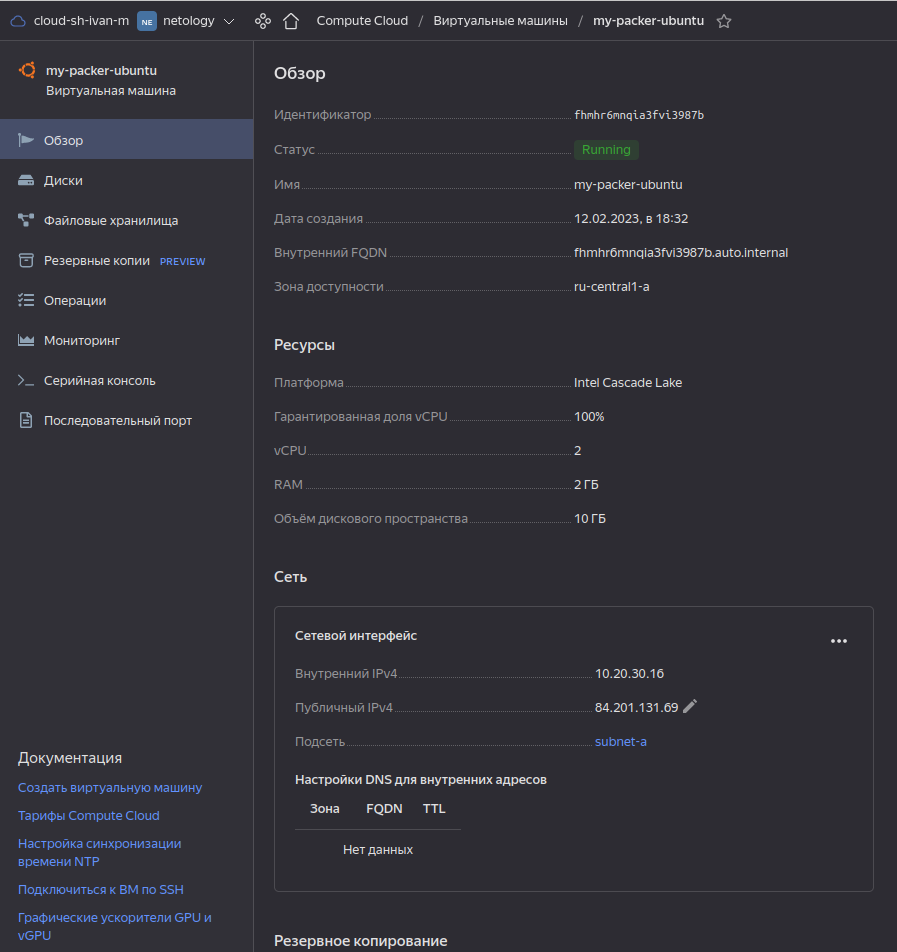 cloud-sh-ivan-m NE netology Compute Cloud / Виртуальные машины / my-packer-ubuntu
my-packer-ubuntu
Виртуальная машина
Обзор
Диски
Файловые хранилища
Резервные копии PREVIEW
Операции
Мониторинг
Серийная консоль
Последовательный порт
Документация
Создать виртуальную машину
Тарифы Compute Cloud
Настройка синхронизации
времени NTP
Подключиться к ВМ по SSH
Графические ускорители GPU и
vGPU
Обзор
Идентификатор fhmhr6mnqia3fvi3987b
Статус Running
Имя my-packer-ubuntu
Дата создания 12.02.2023, в 18:32
Внутренний FQDN fhmhr6mnqia3fvi3987b.auto.internal
Зона доступности ru-central1-a
Ресурсы
Платформа Intel Cascade Lake
Гарантированная доля vCPU 100%
vCPU 2
RAM 2 ГБ
Объём дискового пространства 10 ГБ
Сеть
Сетевой интерфейс
Внутренний IPv4 10.20.30.16
Публичный IPv4 84.201.131.69
Подсеть subnet-a
Настройки DNS для внутренних адресов
Зона FQDN TTL
Нет данных
Резервное копирование